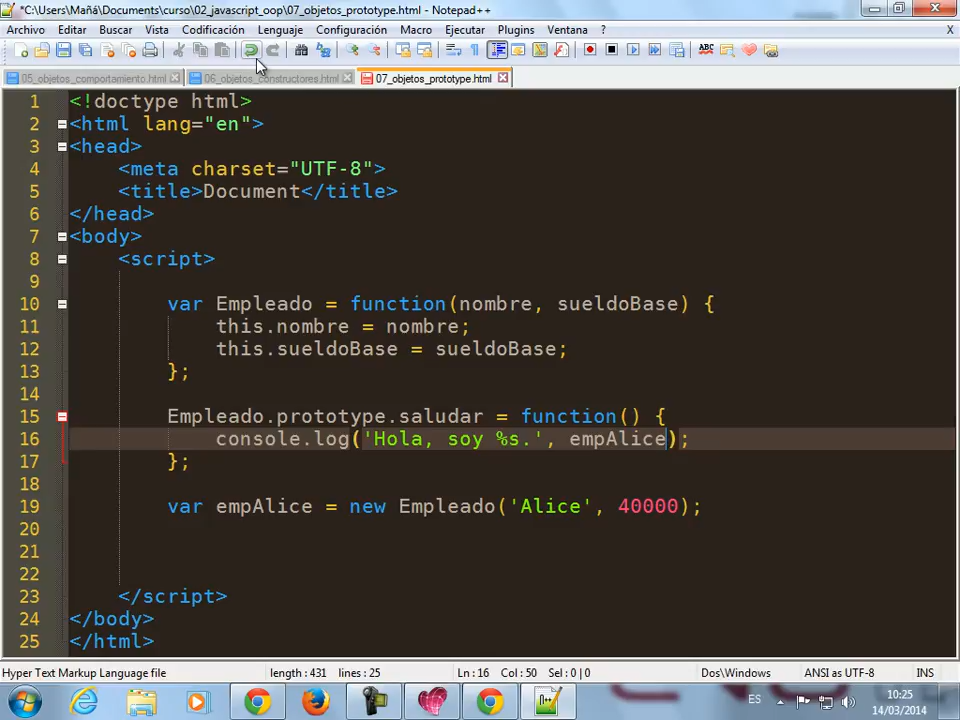 *C:\Users\Mañá\Documents\curso\02_javascript_oop\07_objetos_prototype.html - Notepad++
Archivo Editar Buscar Vista Codificación Lenguaje Configuración Macro Ejecutar Plugins Ventana ? X
05_objetos_comportamiento.html 06_objetos_constructores.html 07_objetos_prototype.html
1 <!doctype html>
2 <html lang="en">
3 <head>
4 <meta charset="UTF-8">
5 <title>Document</title>
6 </head>
7 <body>
8 <script>
9
10 var Empleado = function(nombre, sueldoBase) {
11 this.nombre = nombre;
12 this.sueldoBase = sueldoBase;
13 };
14
15 Empleado.prototype.saludar = function() {
16 console.log('Hola, soy %s.', empAlice);
17 };
18
19 var empAlice = new Empleado('Alice', 40000);
20
21
22
23 </script>
24 </body>
25 </html>
Hyper Text Markup Language file length : 431 lines : 25 Ln : 16 Col : 50 Sel : 0 | 0 Dos\Windows ANSI as UTF-8 INS
ES 10:25
14/03/2014